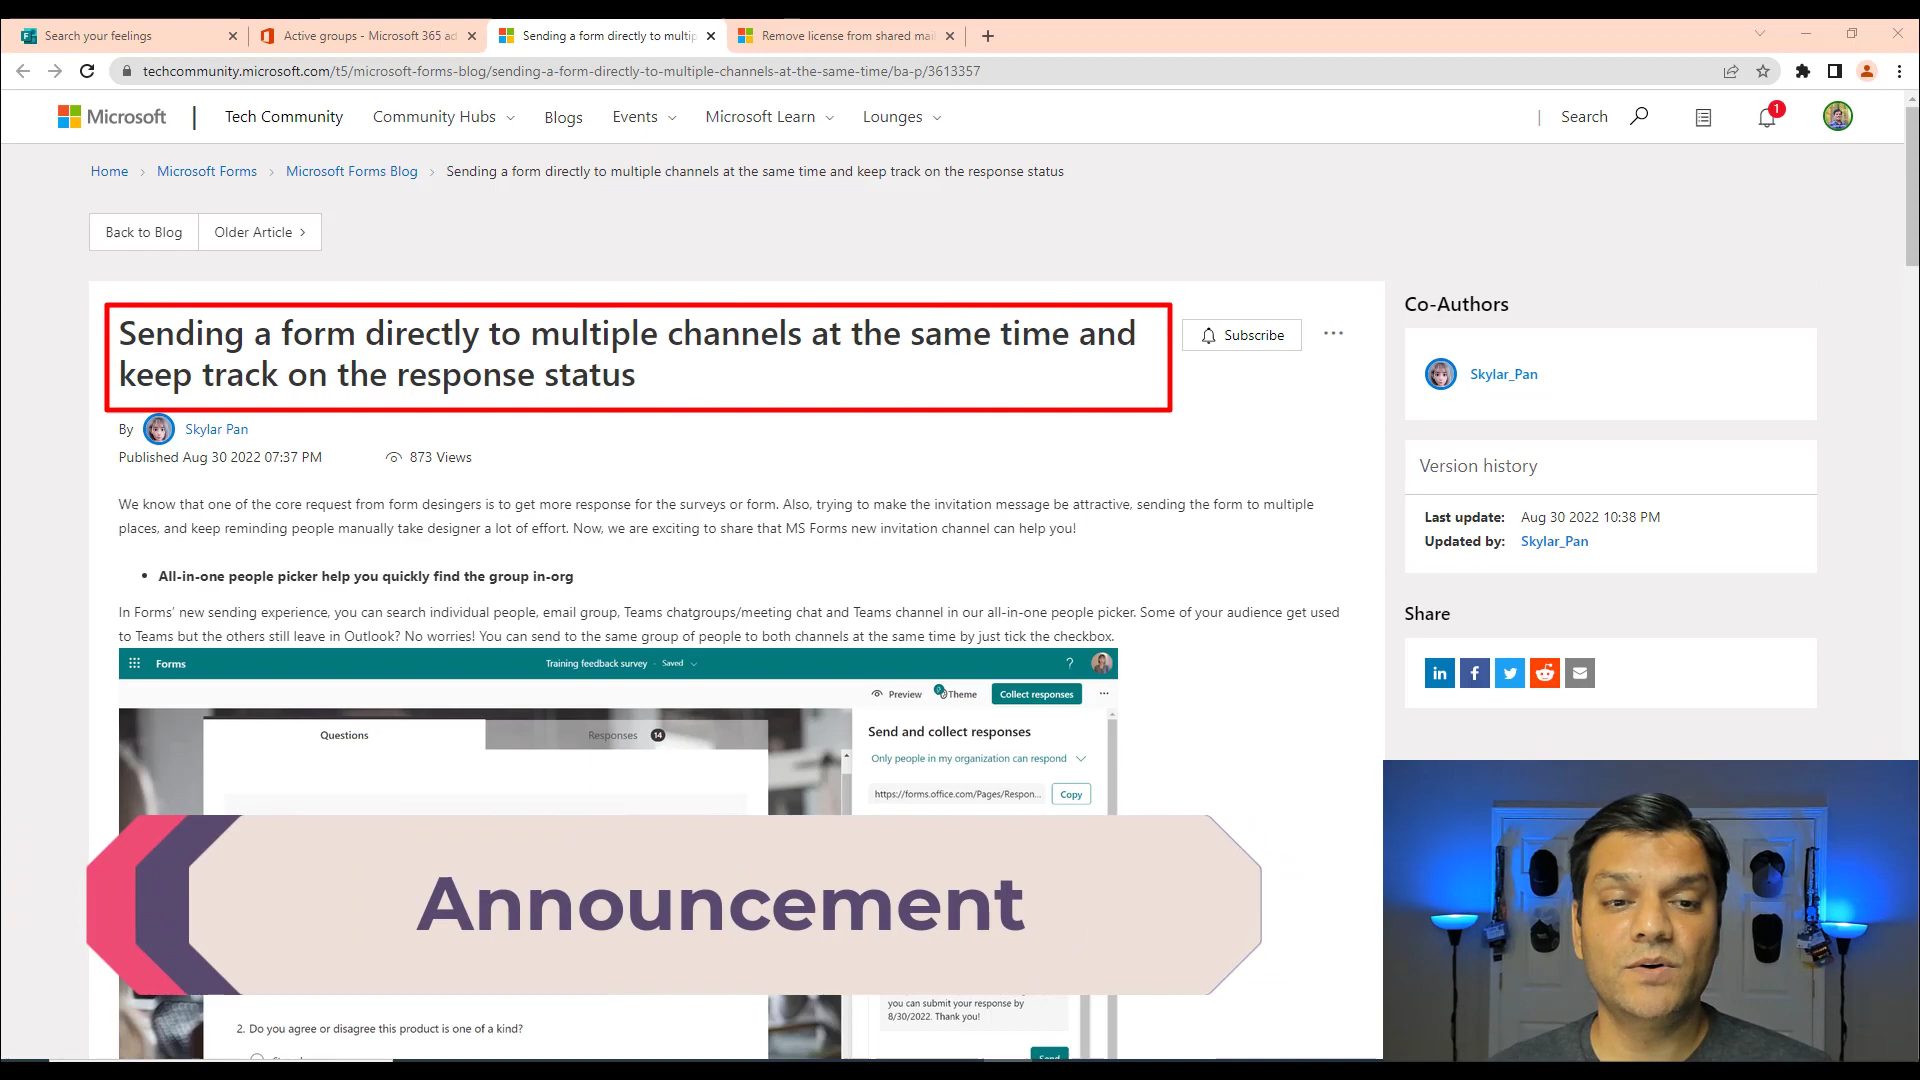 Search your feelings
Active groups - Microsoft 365 ad
Sending a form directly to multip
Remove license from shared mai
techcommunity.microsoft.com/t5/microsoft-forms-blog/sending-a-form-directly-to-multiple-channels-at-the-same-time/ba-p/3613357
Microsoft | Tech Community Community Hubs Blogs Events Microsoft Learn Lounges | Search 1
Home > Microsoft Forms > Microsoft Forms Blog > Sending a form directly to multiple channels at the same time and keep track on the response status
Back to Blog Older Article >
Sending a form directly to multiple channels at the same time and
keep track on the response status
Subscribe
By Skylar Pan
Published Aug 30 2022 07:37 PM 873 Views
We know that one of the core request from form desingers is to get more response for the surveys or form. Also, trying to make the invitation message be attractive, sending the form to multiple
places, and keep reminding people manually take designer a lot of effort. Now, we are exciting to share that MS Forms new invitation channel can help you!
• All-in-one people picker help you quickly find the group in-org
In Forms' new sending experience, you can search individual people, email group, Teams chatgroups/meeting chat and Teams channel in our all-in-one people picker. Some of your audience get used
to Teams but the others still leave in Outlook? No worries! You can send to the same group of people to both channels at the same time by just tick the checkbox.
Forms Training feedback survey - Saved ?
Preview Theme Collect responses
Questions Responses 14
Send and collect responses
Only people in my organization can respond
https://forms.office.com/Pages/Respon... Copy
Announcement
you can submit your response by
8/30/2022. Thank you!
2. Do you agree or disagree this product is one of a kind?
Send
Co-Authors
Skylar_Pan
Version history
Last update: Aug 30 2022 10:38 PM
Updated by: Skylar_Pan
Share